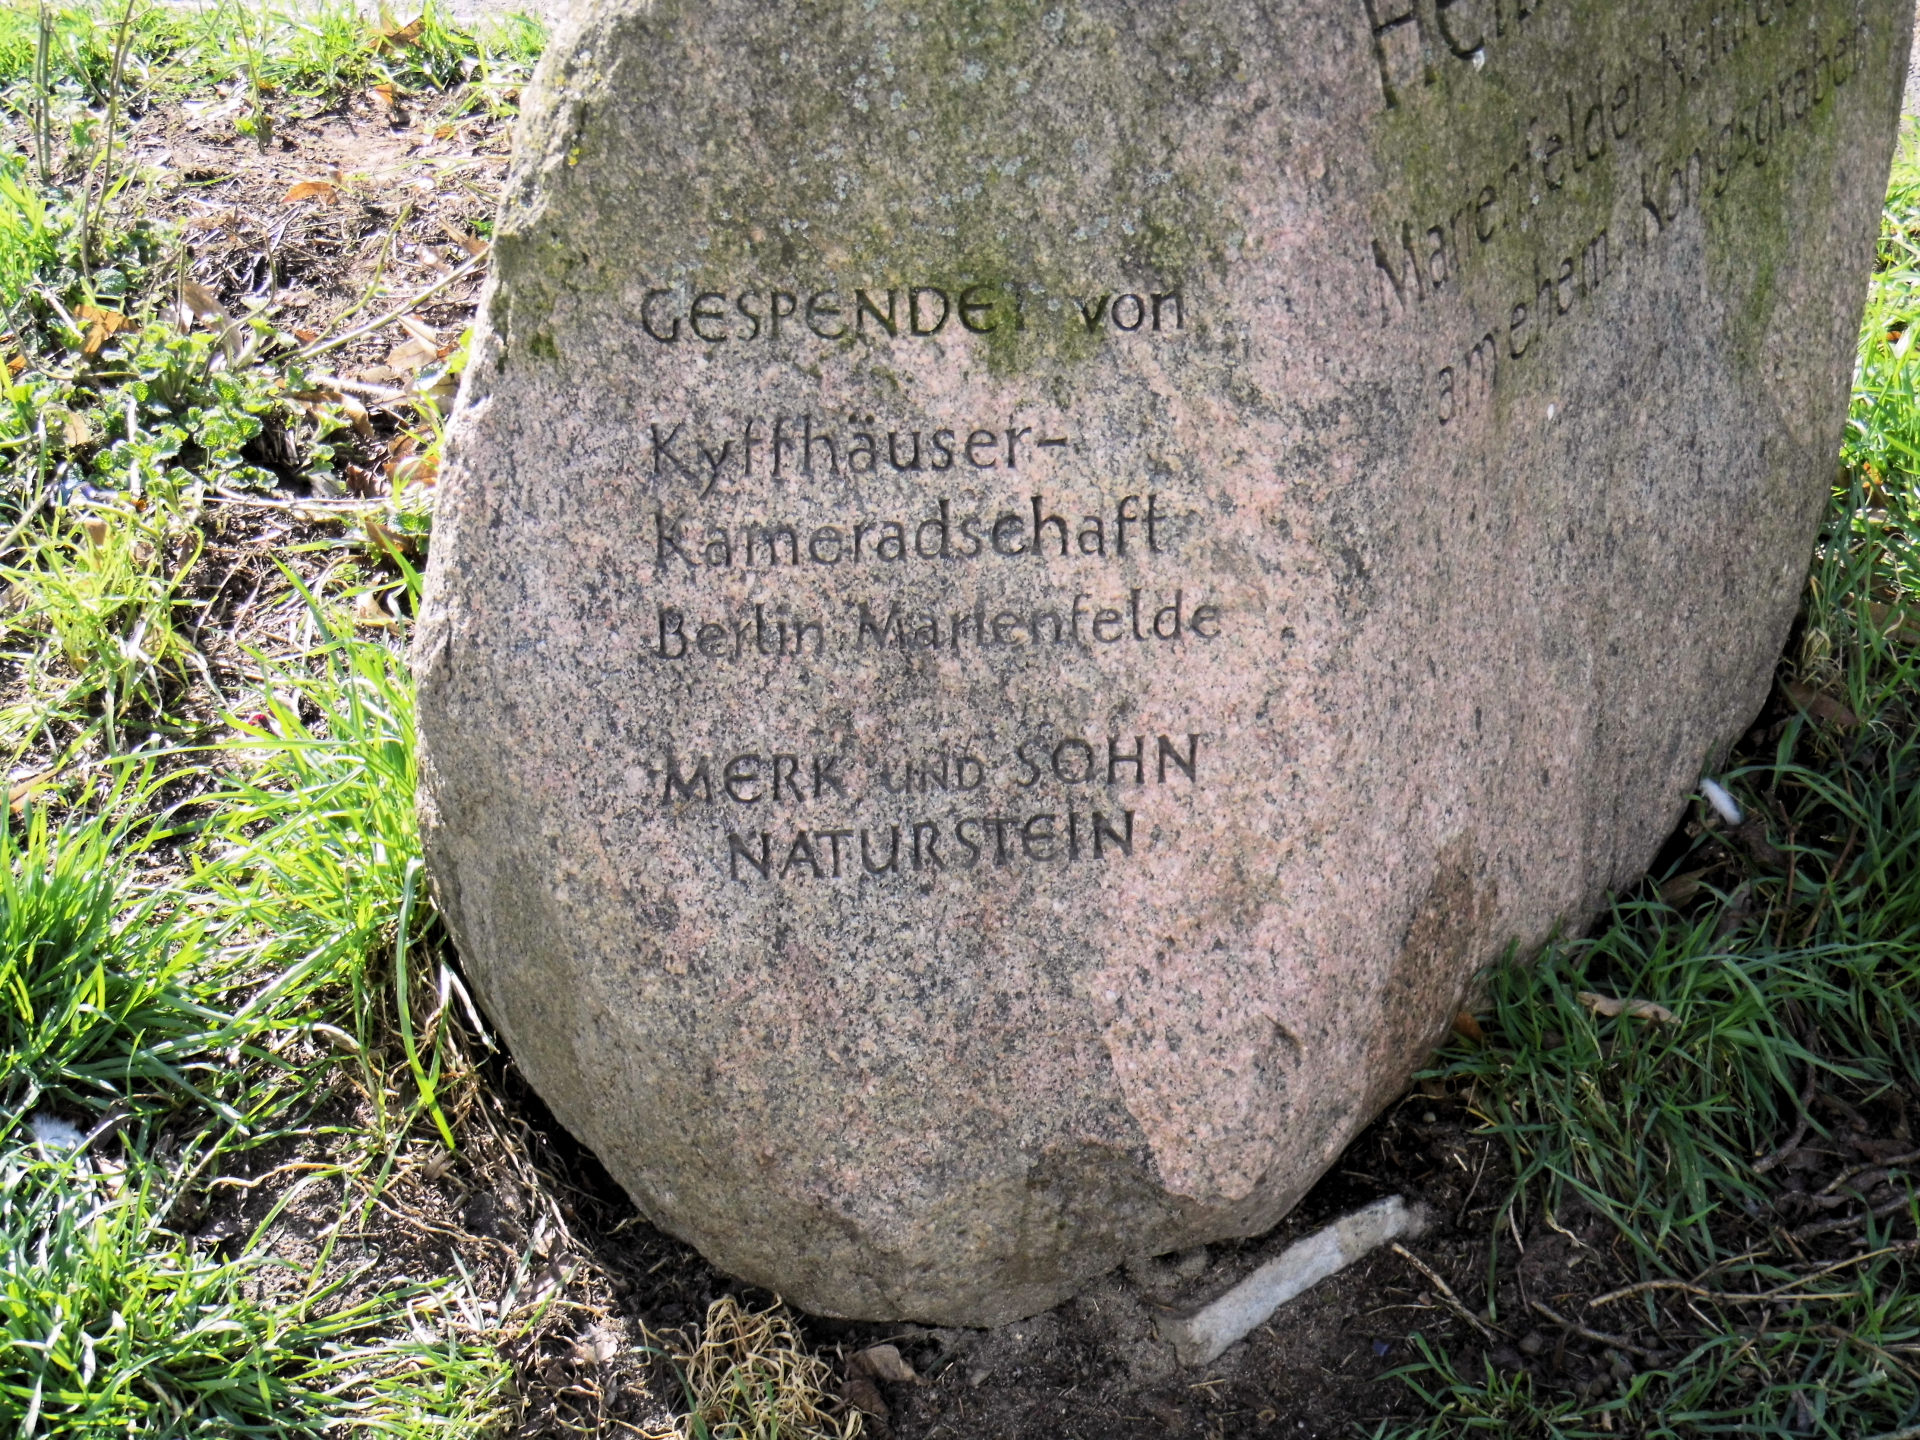 GESPENDET von
Kyffhäuser-
Kameradschaft
Berlin Marienfelde
MERK UND SOHN
NATURSTEIN
Marienfelder
am ehem. Königsgraben